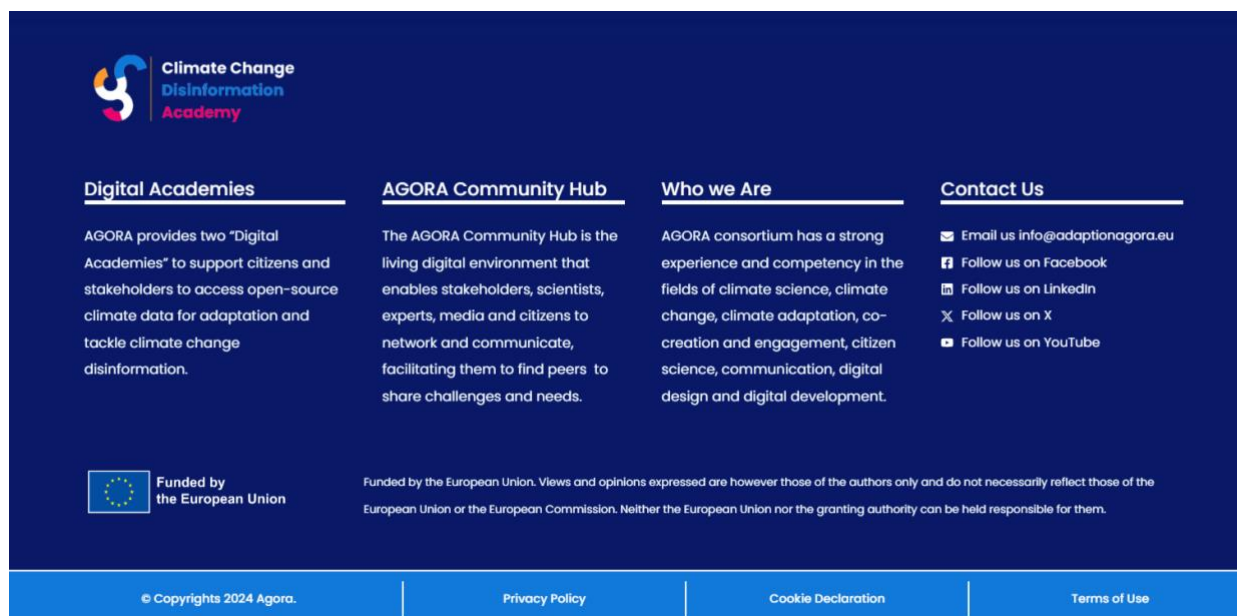 Climate Change
Disinformation
Academy
Digital Academies
AGORA provides two “Digital
Academies” to support citizens and
stakeholders to access open-source
climate data for adaptation and
tackle climate change
disinformation.
AGORA Community Hub
The AGORA Community Hub is the
living digital environment that
enables stakeholders, scientists,
experts, media and citizens to
network and communicate,
facilitating them to find peers to
share challenges and needs.
Who we Are
AGORA consortium has a strong
experience and competency in the
fields of climate science, climate
change, climate adaptation, co-
creation and engagement, citizen
science, communication, digital
design and digital development.
Contact Us
Email us info@adaptionagora.eu
Follow us on Facebook
Follow us on LinkedIn
Follow us on X
Follow us on YouTube
Funded by
the European Union
Funded by the European Union. Views and opinions expressed are however those of the authors only and do not necessarily reflect those of the
European Union or the European Commission. Neither the European Union nor the granting authority can be held responsible for them.
© Copyrights 2024 Agora.
Privacy Policy
Cookie Declaration
Terms of Use